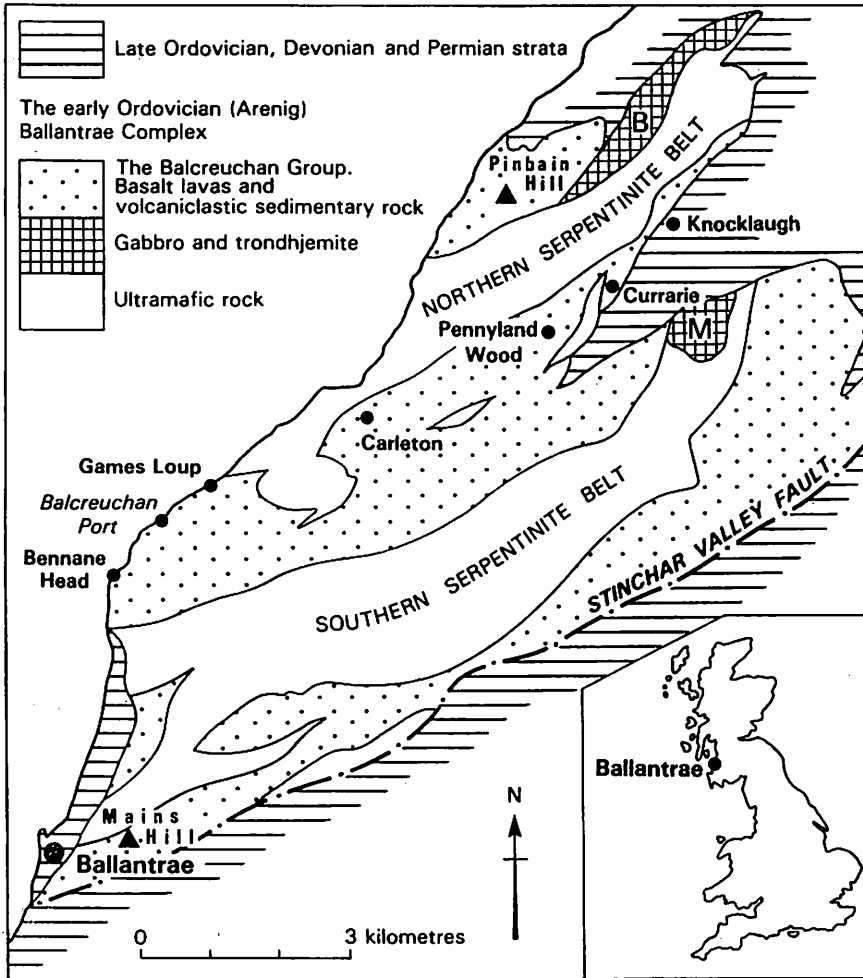 Late Ordovician, Devonian and Permian strata
The early Ordovician (Arenig)
Ballantrae Complex
The Balcreuchan Group.
Basalt lavas and
volcaniclastic sedimentary rock
Gabbro and trondhjemite
Ultramafic rock
B
Pinbain
Hill
NORTHERN SERPENTINITE BELT
Knocklaugh
Currarie
Pennyland
Wood
M
Carleton
Games Loup
Balcreuchan
Port
Bennane
Head
SOUTHERN SERPENTINITE BELT
STINCHAR VALLEY FAULT
Mains
Hill
Ballantrae
N
0 3 kilometres
Ballantrae